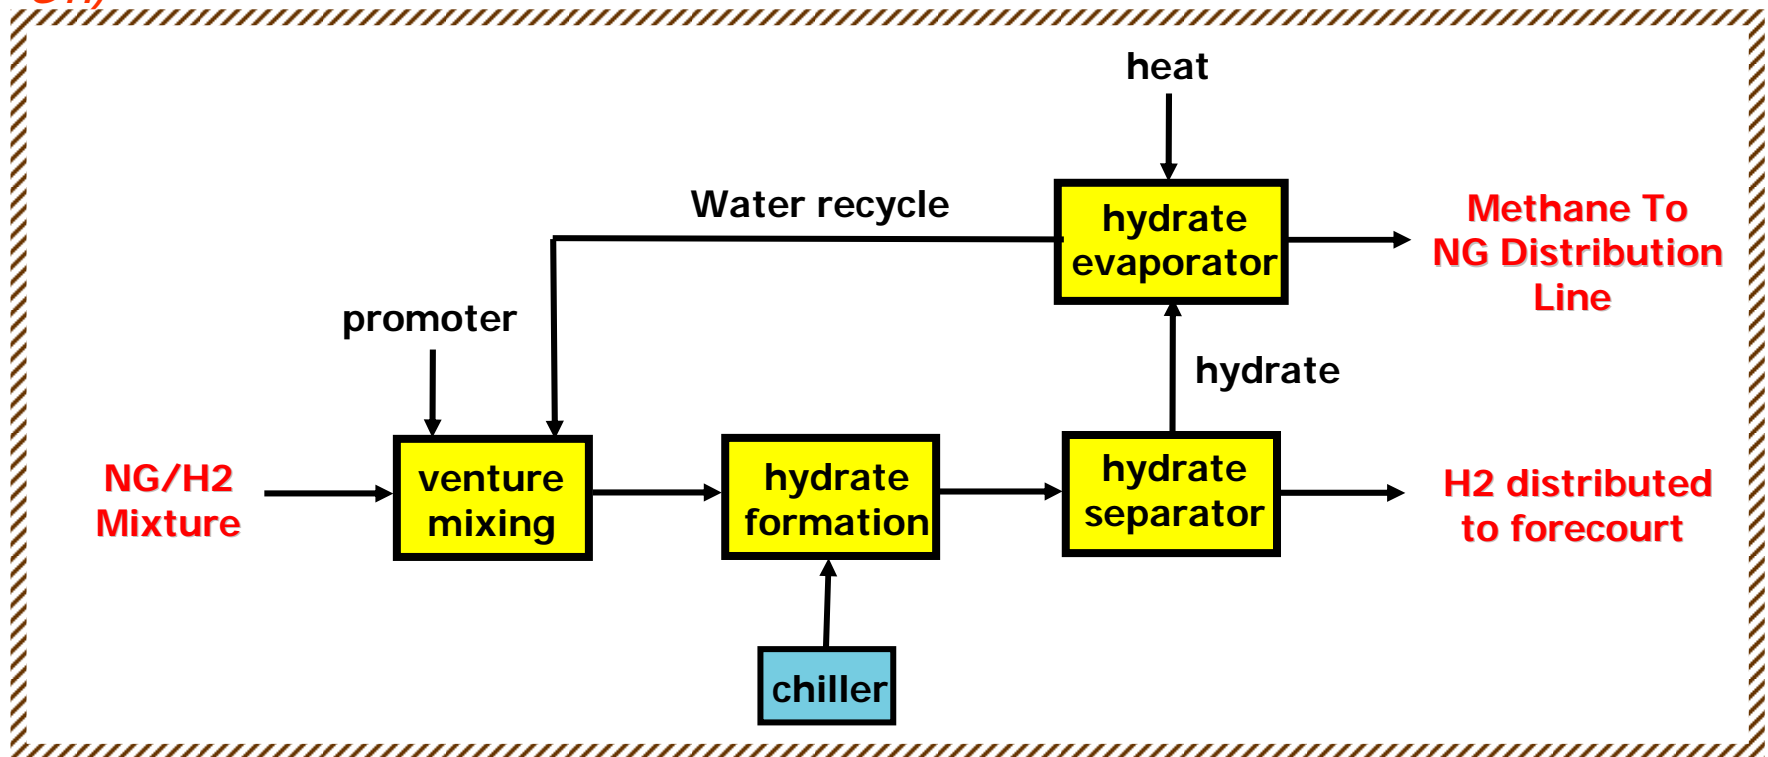 heat
Water recycle
hydrate
evaporator
Methane To
NG Distribution
Line
promoter
hydrate
NG/H2
Mixture
venture
mixing
hydrate
formation
hydrate
separator
H2 distributed
to forecourt
chiller